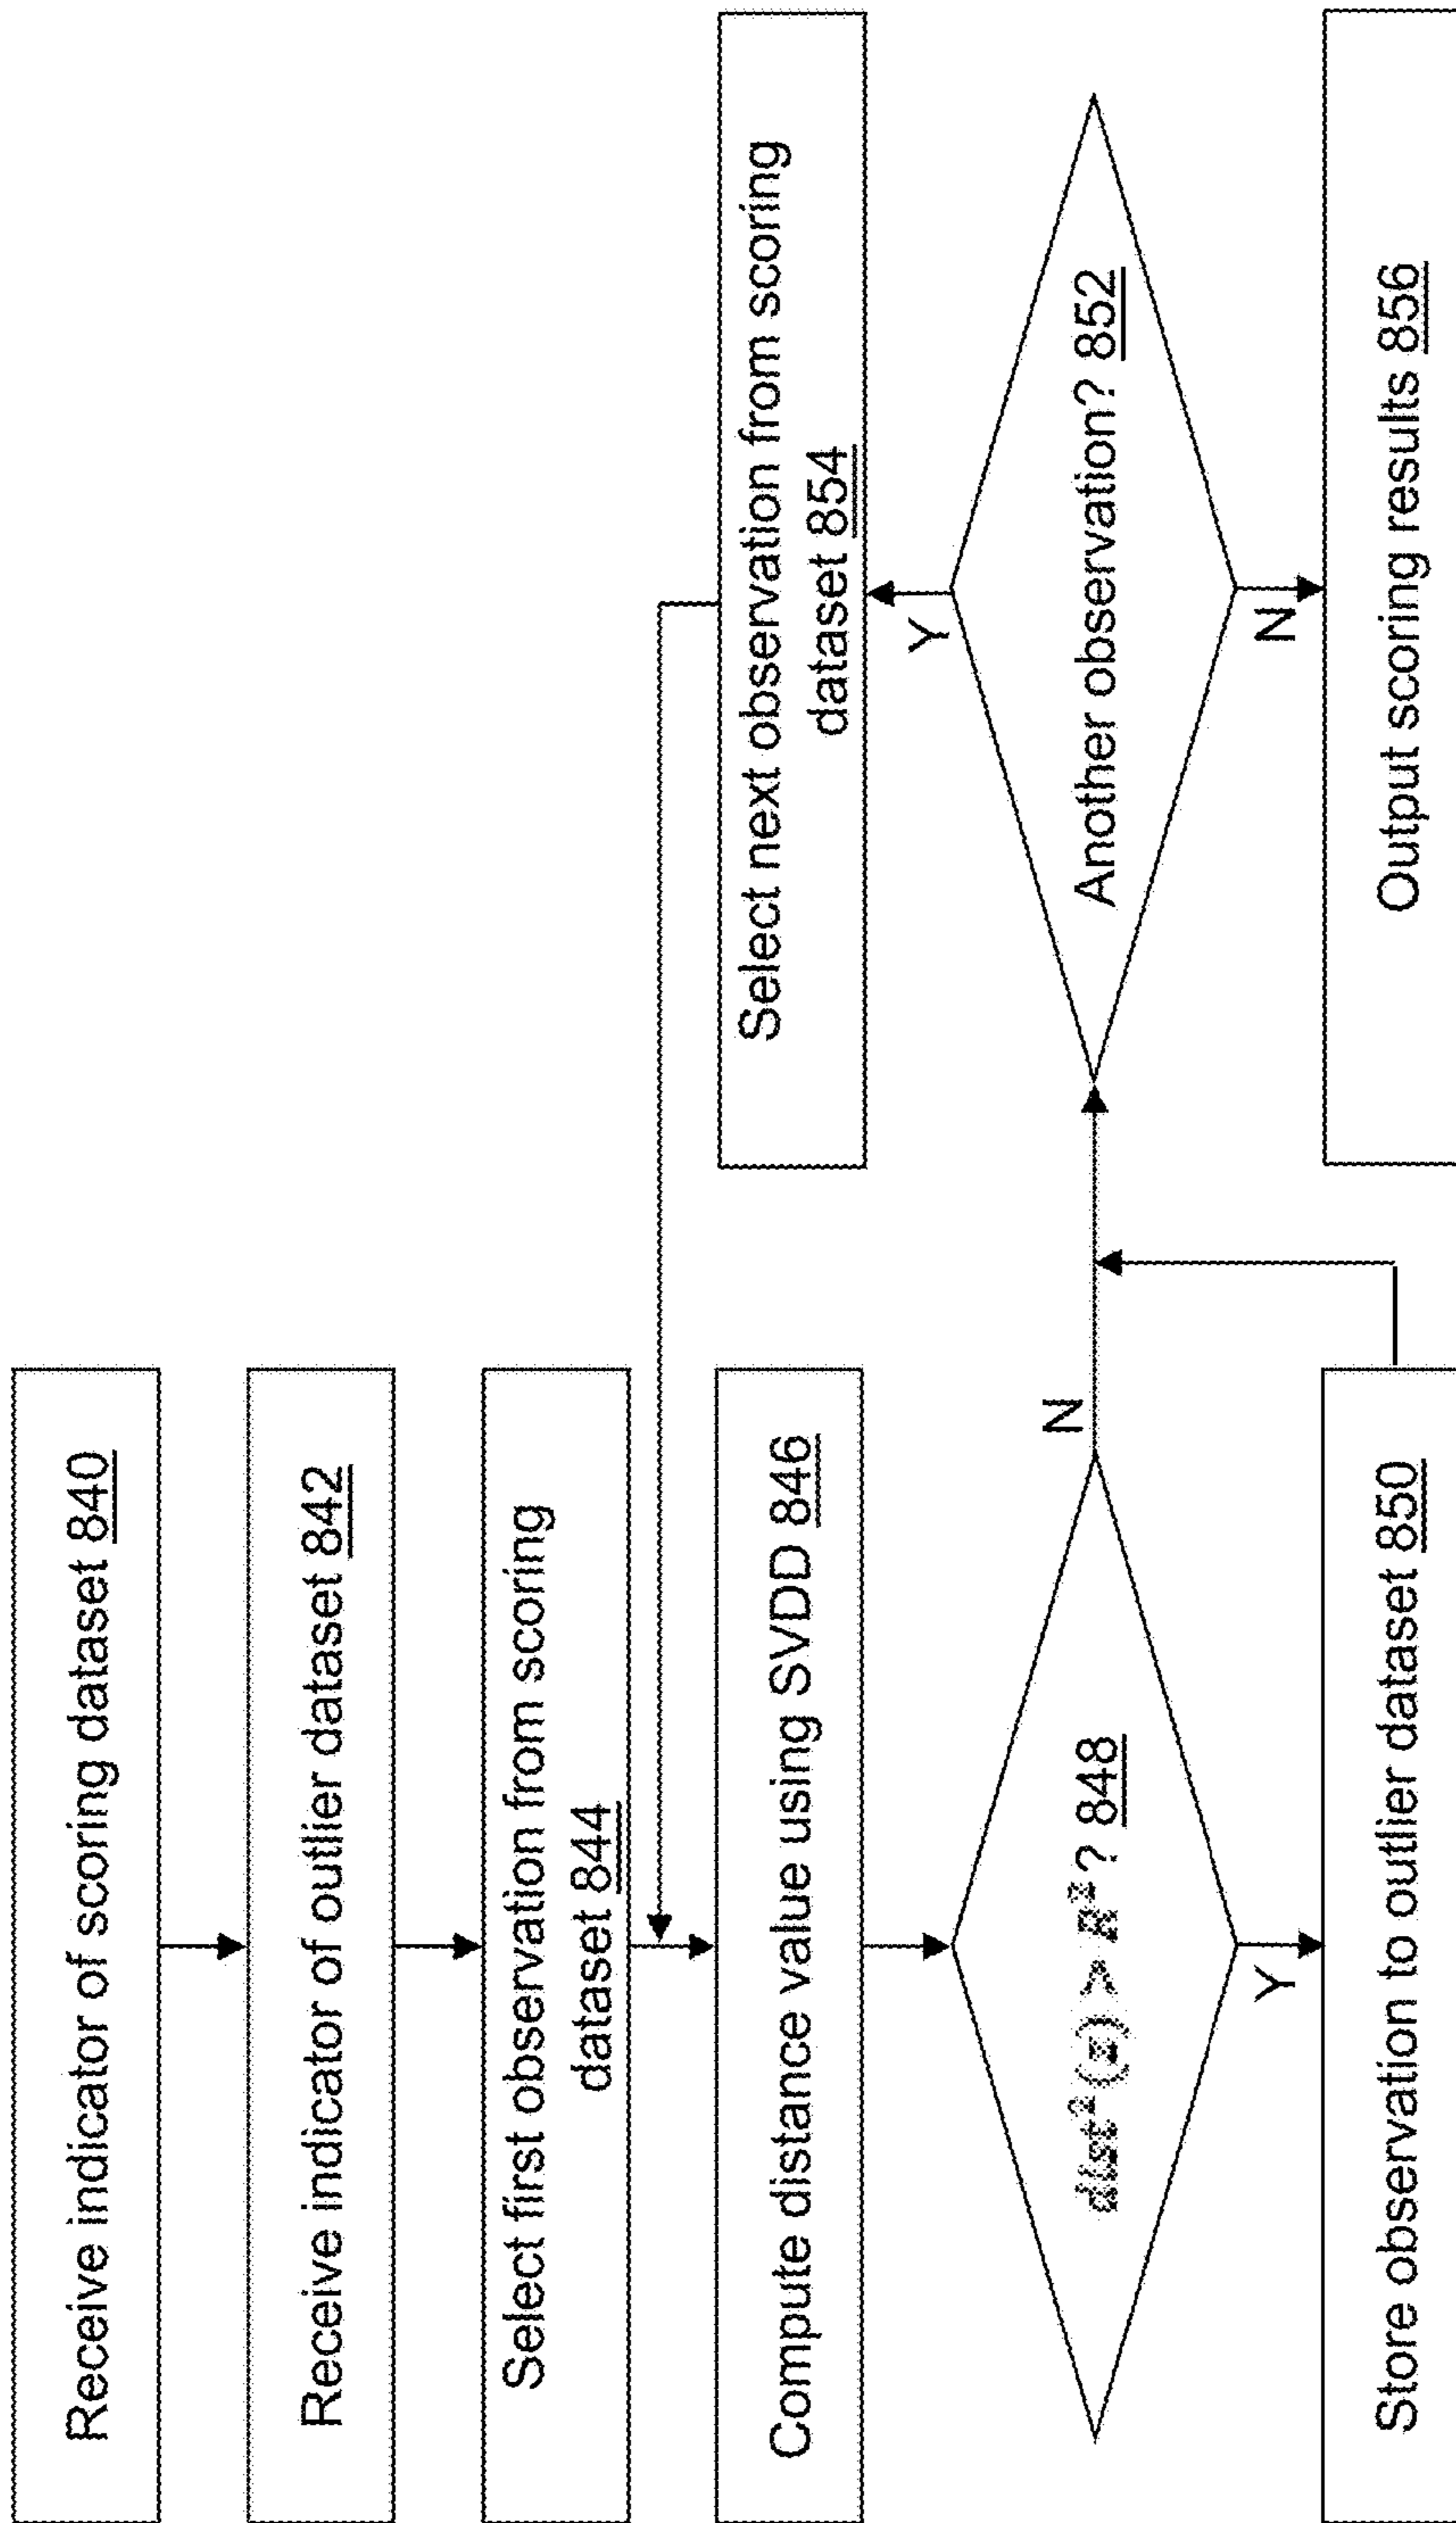 Receive indicator of scoring dataset 840
Receive indicator of outlier dataset 842
Select first observation from scoring
dataset 844
Compute distance value using SVDD 846
dist²(z) > R²? 848
N
Y
Store observation to outlier dataset 850
Select next observation from scoring
dataset 854
Y
Another observation? 852
N
Output scoring results 856